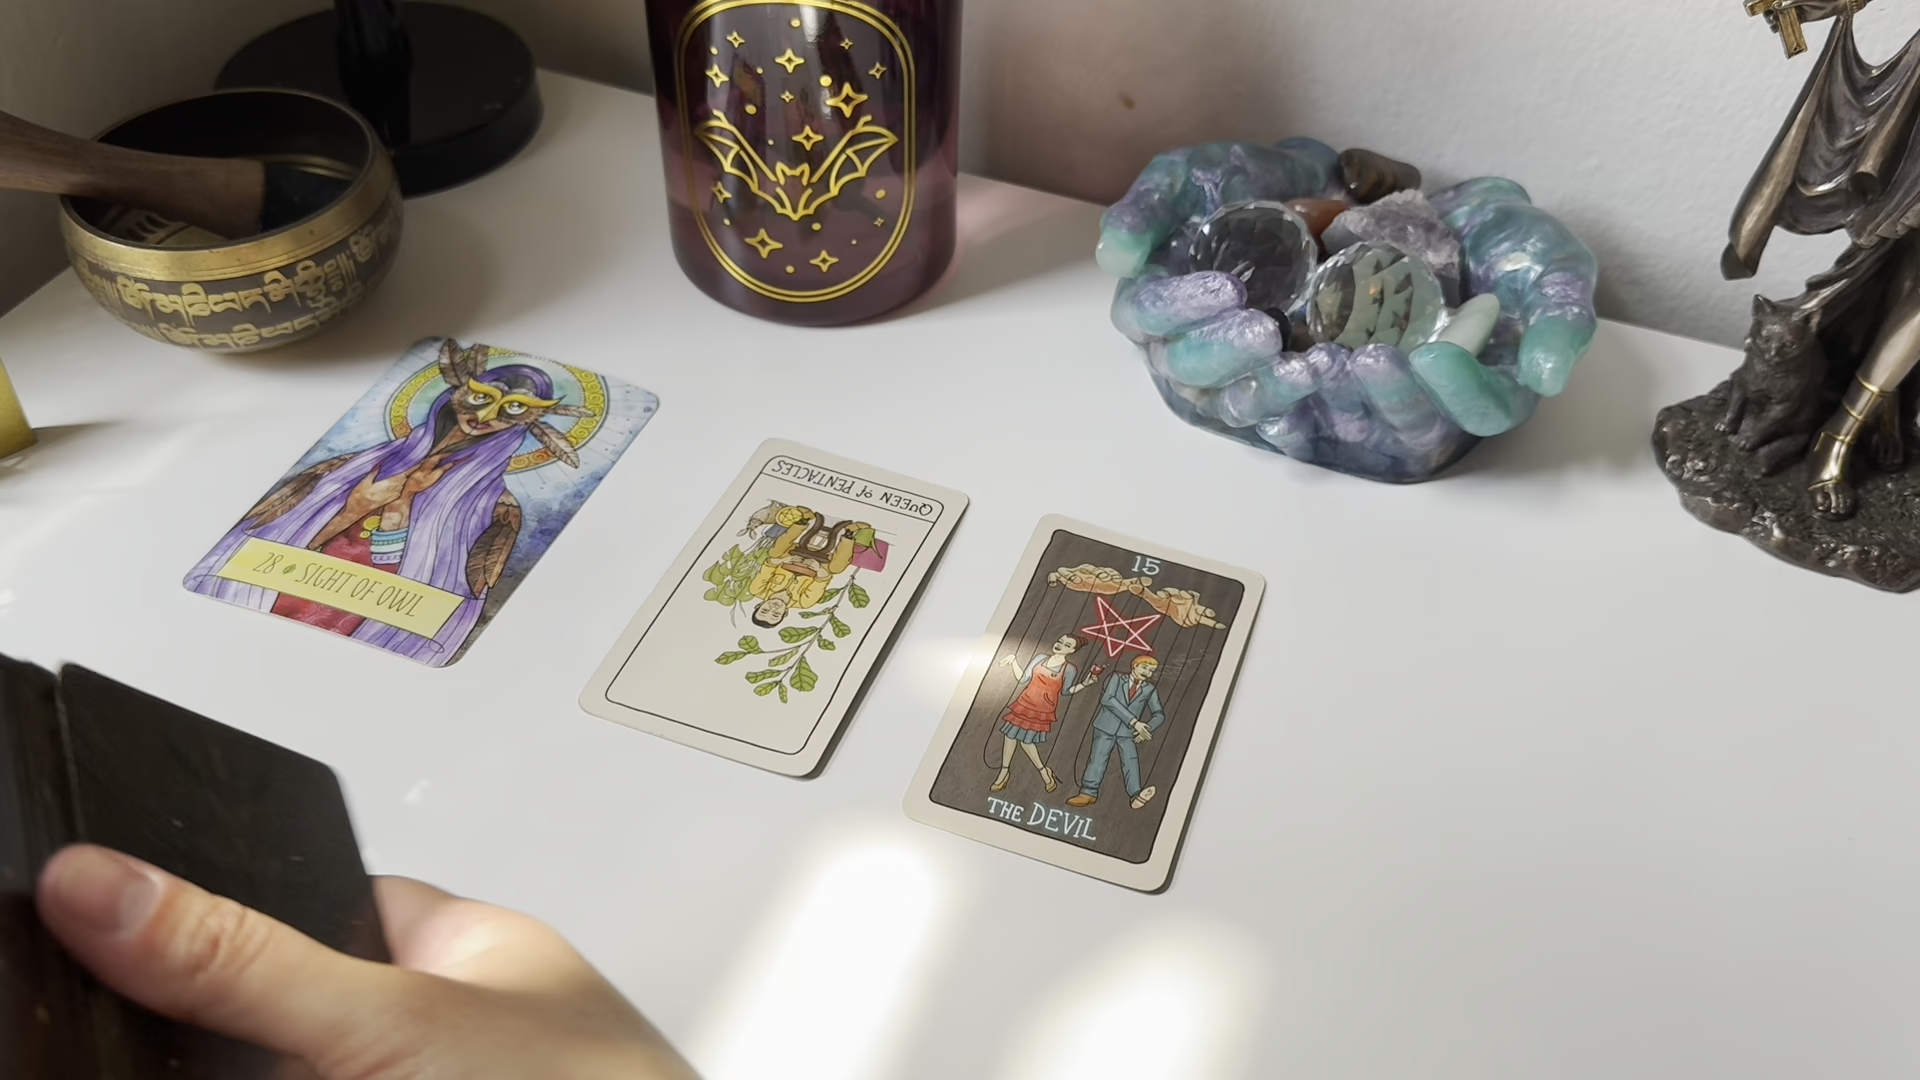 28 ♦ SIGHT OF OWL
QUEEN of PENTACLES
15
THE DEVIL